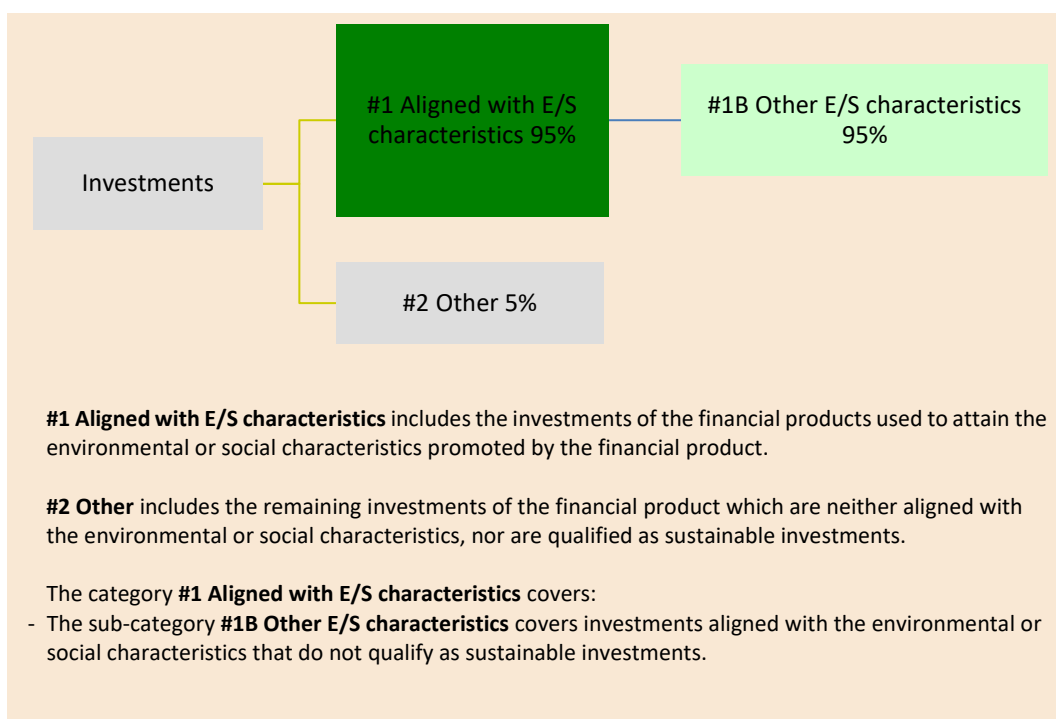 #1 Aligned with E/S
characteristics 95%
#1B Other E/S characteristics
95%
Investments
#2 Other 5%
#1 Aligned with E/S characteristics includes the investments of the financial products used to attain the
environmental or social characteristics promoted by the financial product.
#2 Other includes the remaining investments of the financial product which are neither aligned with
the environmental or social characteristics, nor are qualified as sustainable investments.
The category #1 Aligned with E/S characteristics covers:
- The sub-category #1B Other E/S characteristics covers investments aligned with the environmental or
social characteristics that do not qualify as sustainable investments.